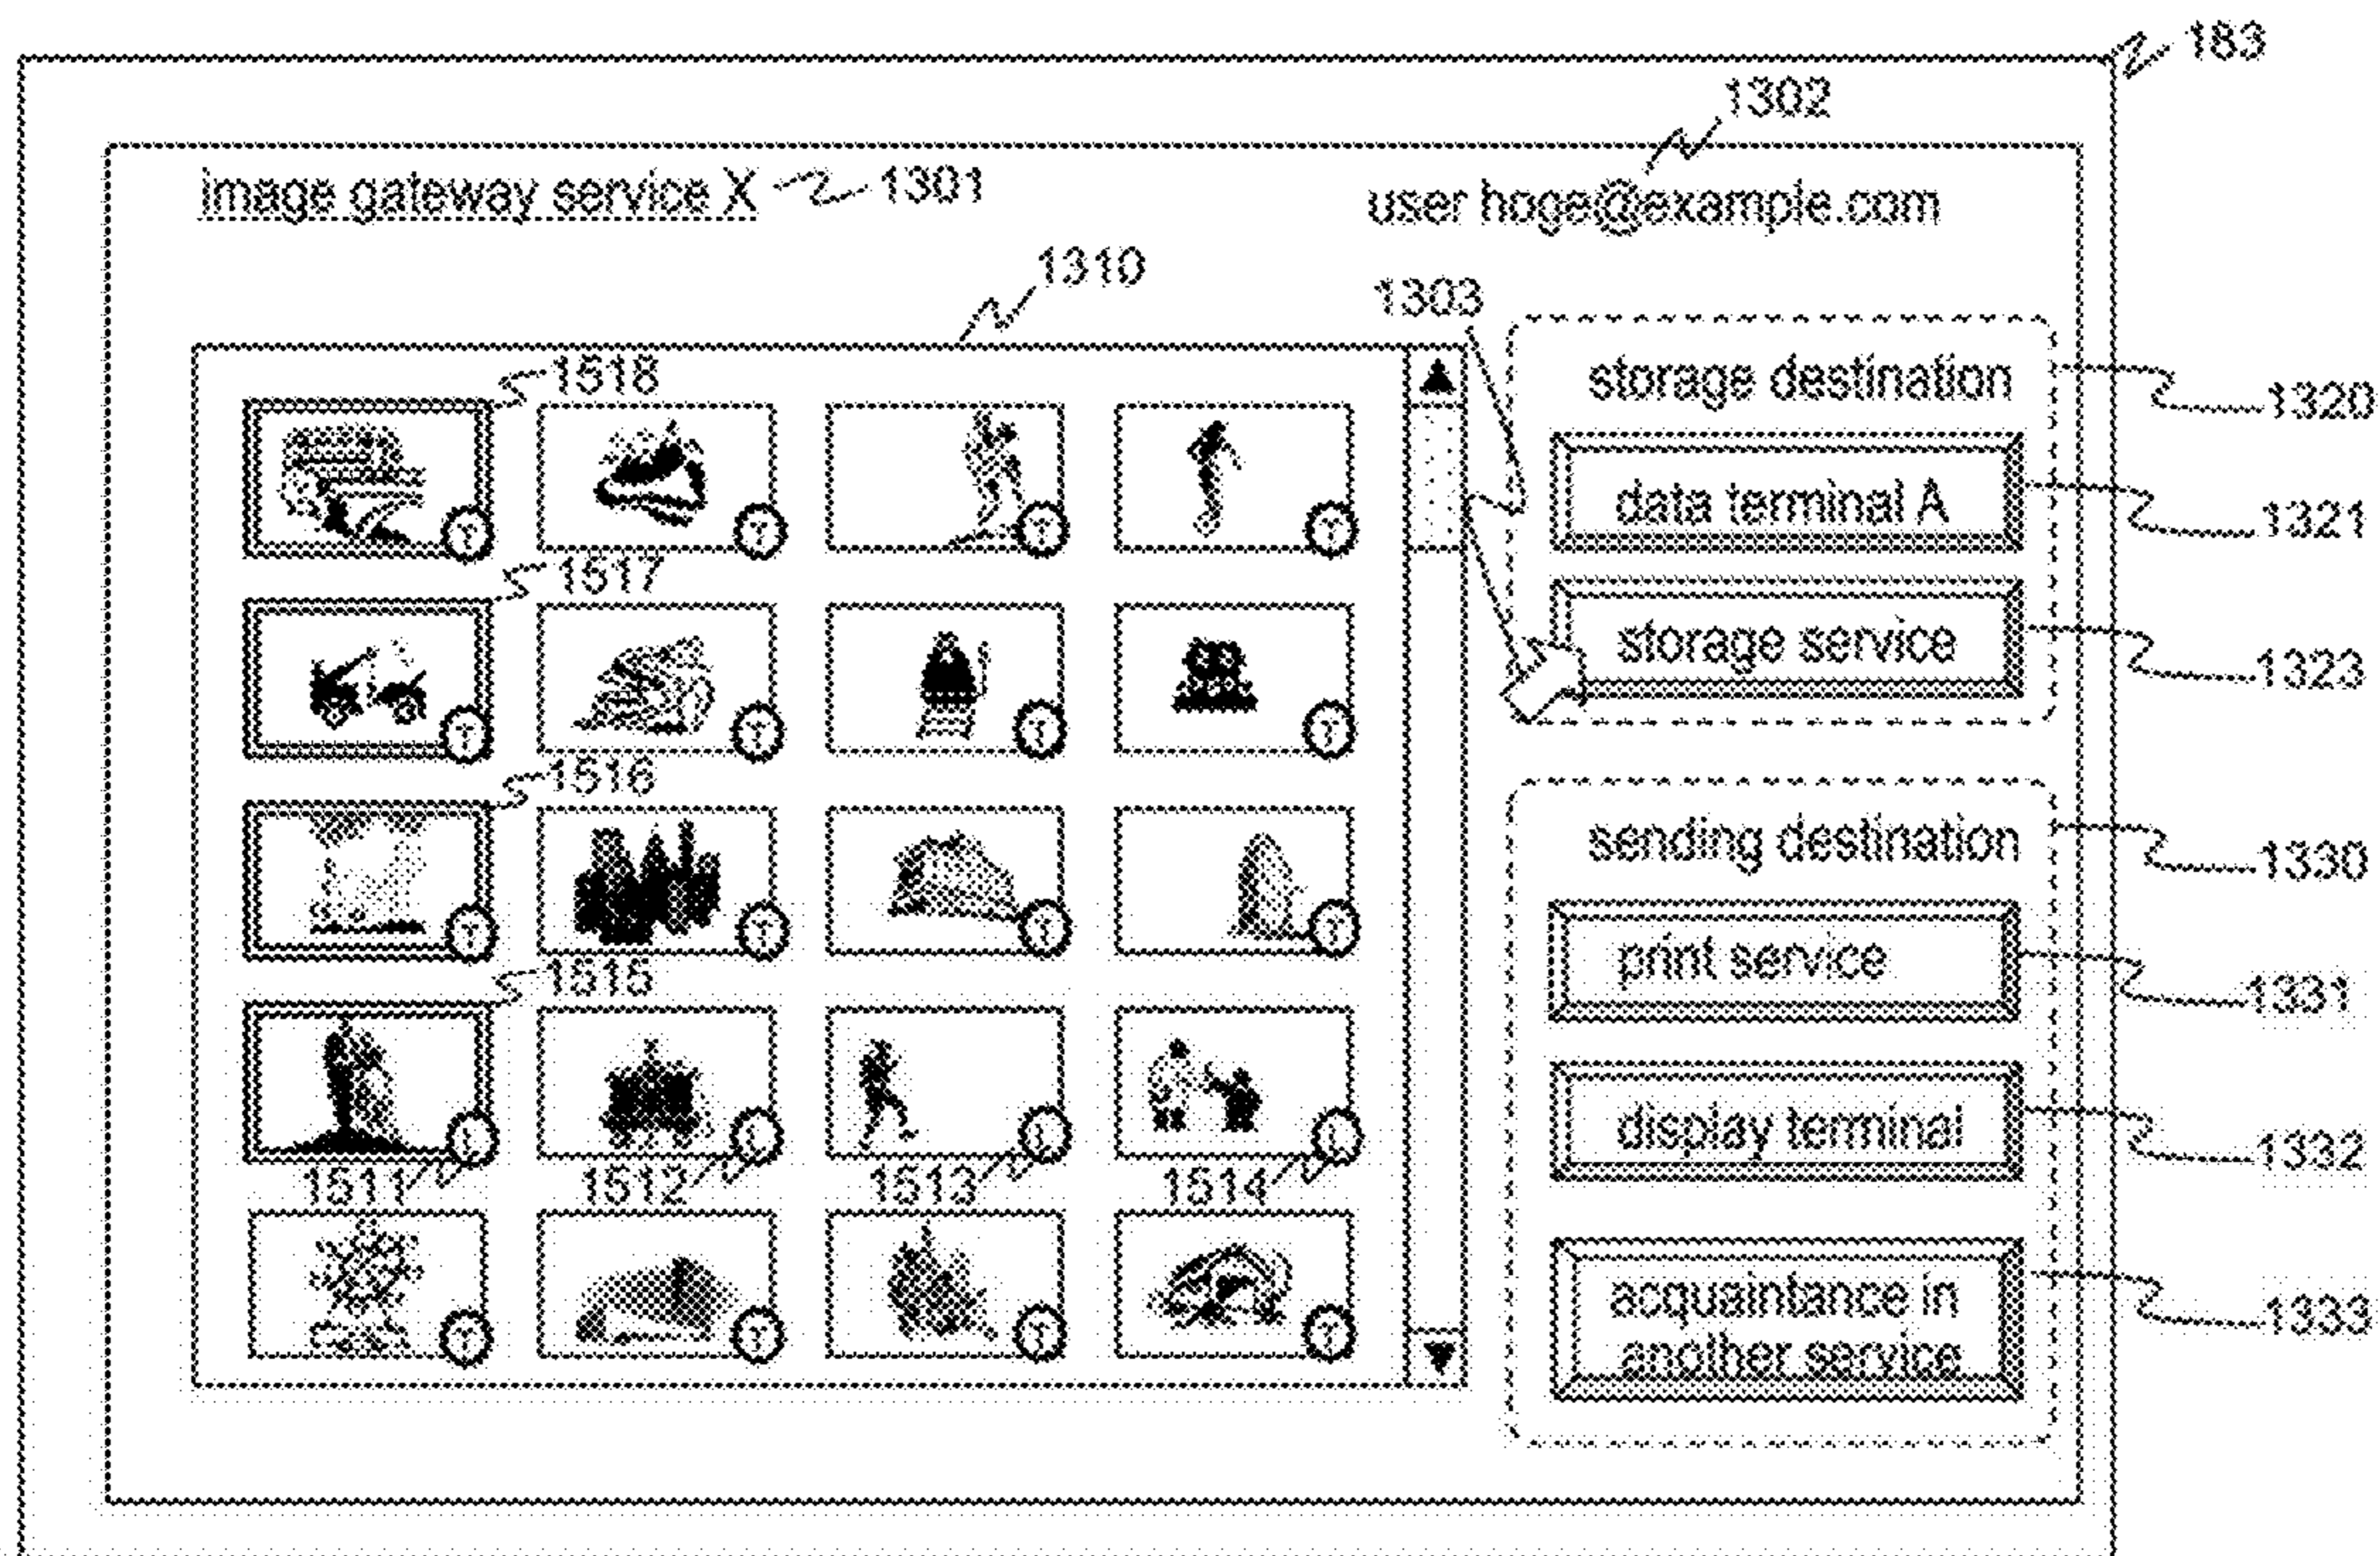 183
1302
image gateway service X
1301
user hoge@example.com
1310
1303
1518
storage destination
1320
data terminal A
1321
T
T
T
T
1517
storage service
1323
T
T
T
T
1516
sending destination
1330
print service
1331
T
T
T
T
1515
display terminal
1332
1511
1512
1513
1514
acquaintance in
another service
1333
T
T
T
T